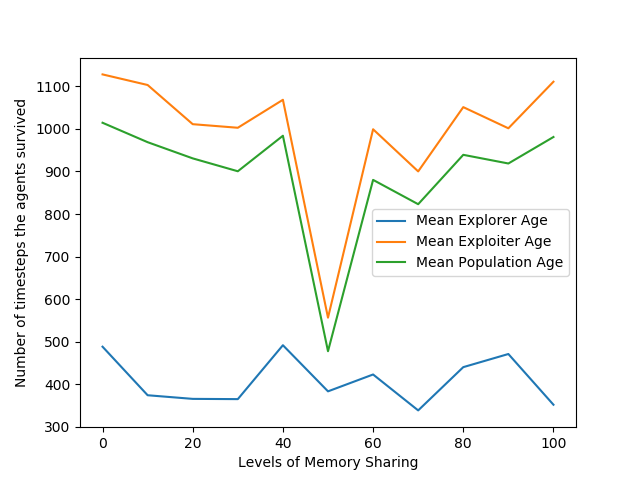 1100
1000
900
800
700
600
500
400
300
0 20 40 60 80 100
Number of timesteps the agents survived
Levels of Memory Sharing
Mean Explorer Age
Mean Exploiter Age
Mean Population Age